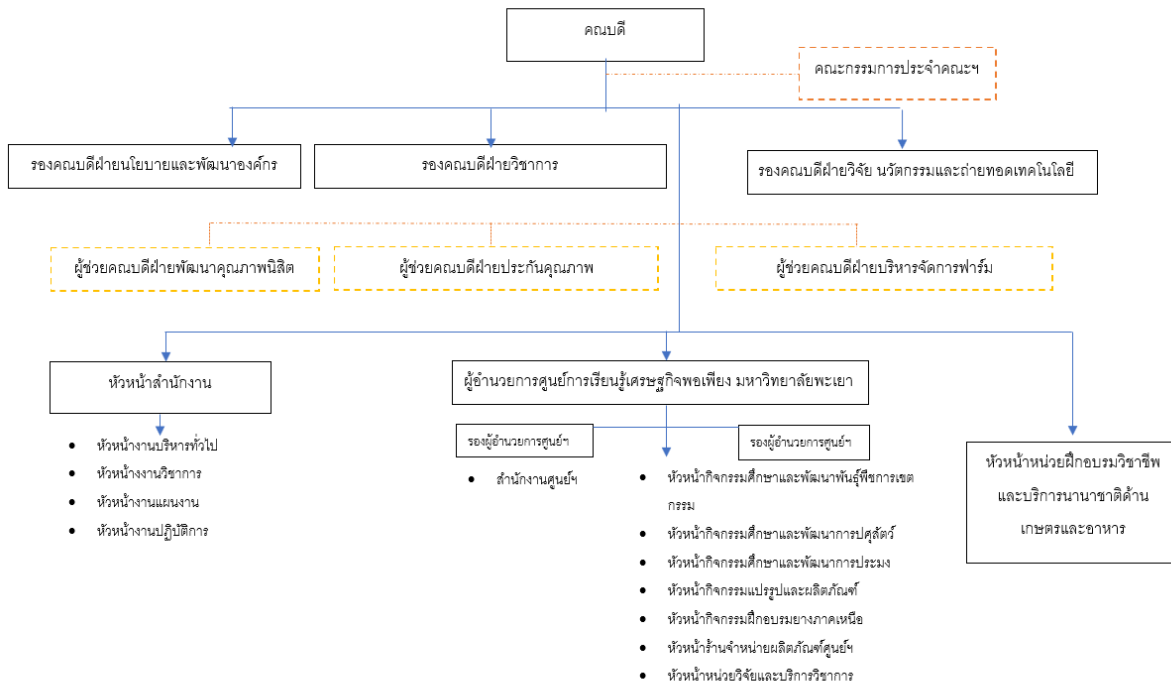 คณบดี
คณะกรรมการประจำคณะฯ
รองคณบดีฝ่ายนโยบายและพัฒนาองค์กร
รองคณบดีฝ่ายวิชาการ
รองคณบดีฝ่ายวิจัย นวัตกรรมและถ่ายทอดเทคโนโลยี
ผู้ช่วยคณบดีฝ่ายพัฒนาคุณภาพนิสิต
ผู้ช่วยคณบดีฝ่ายประกันคุณภาพ
ผู้ช่วยคณบดีฝ่ายบริหารจัดการฟาร์ม
หัวหน้าสำนักงาน
• หัวหน้างานบริหารทั่วไป
• หัวหน้างงานวิชาการ
• หัวหน้างานแผนงาน
• หัวหน้างานปฏิบัติการ
ผู้อำนวยการศูนย์การเรียนรู้เศรษฐกิจพอเพียง มหาวิทยาลัยพะเยา
รองผู้อำนวยการศูนย์ฯ
• สำนักงานศูนย์ฯ
รองผู้อำนวยการศูนย์ฯ
• หัวหน้ากิจกรรมศึกษาและพัฒนาพันธุ์พืชการเขต
กรรม
• หัวหน้ากิจกรรมศึกษาและพัฒนาการปศุสัตว์
• หัวหน้ากิจกรรมศึกษาและพัฒนาการประมง
• หัวหน้ากิจกรรมแปรรูปและผลิตภัณฑ์
• หัวหน้ากิจกรรมฝึกอบรมยางภาคเหนือ
• หัวหน้าร้านจำหน่ายผลิตภัณฑ์ศูนย์ฯ
• หัวหน้าหน่วยวิจัยและบริการวิชาการ
หัวหน้าหน่วยฝึกอบรมวิชาชีพ
และบริการนานาชาติด้าน
เกษตรและอาหาร